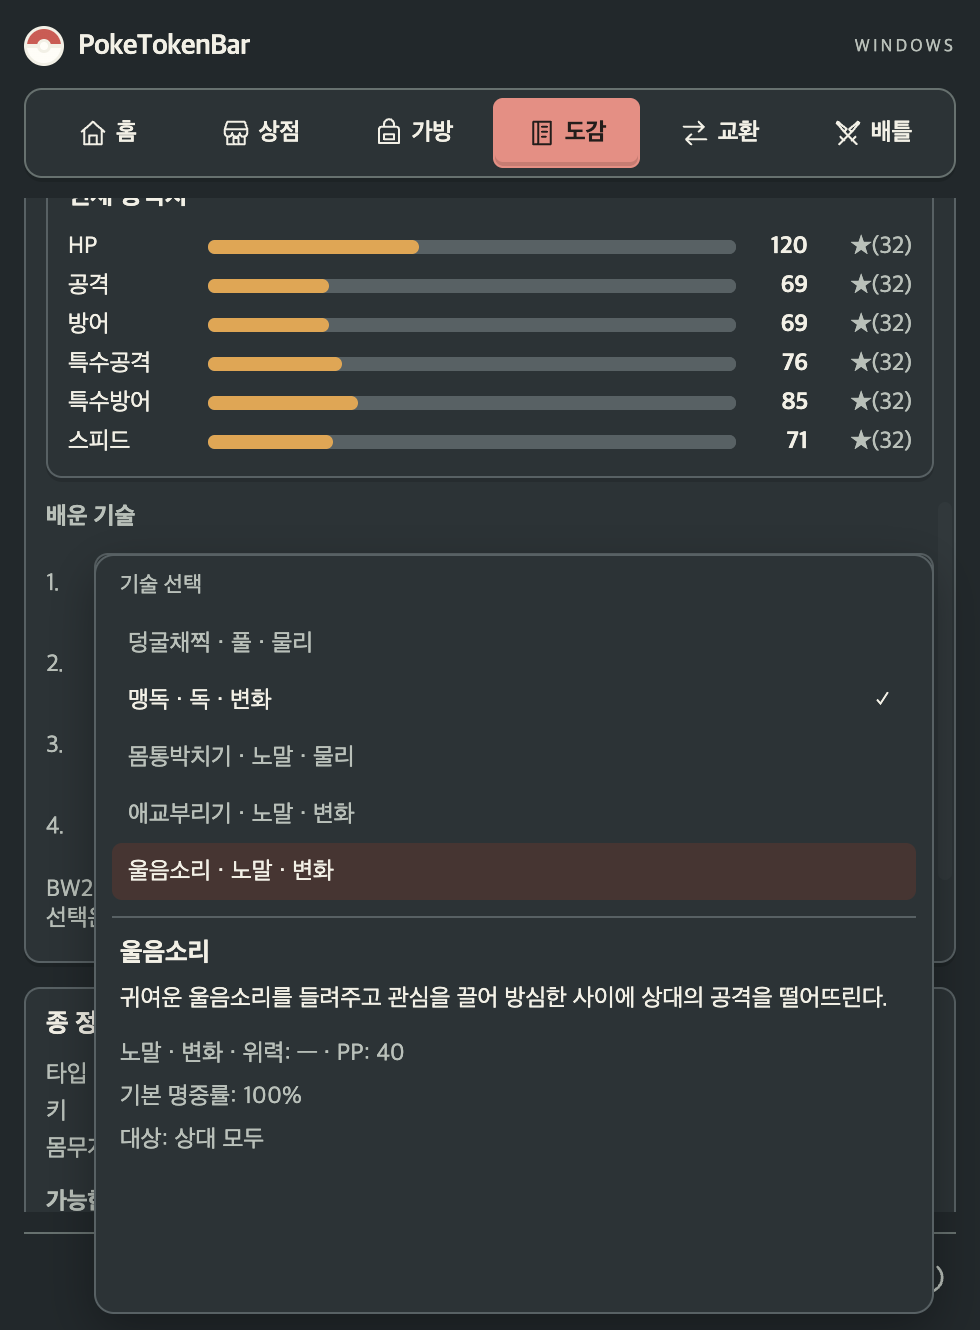 PokeTokenBar
WINDOWS
홈 상점 가방 도감 교환 배틀
HP 120 ★(32)
공격 69 ★(32)
방어 69 ★(32)
특수공격 76 ★(32)
특수방어 85 ★(32)
스피드 71 ★(32)
배운 기술
1.
2.
3.
4.
기술 선택
덩굴채찍 · 풀 · 물리
맹독 · 독 · 변화 ✓
몸통박치기 · 노말 · 물리
애교부리기 · 노말 · 변화
울음소리 · 노말 · 변화
울음소리
귀여운 울음소리를 들려주고 관심을 끌어 방심한 사이에 상대의 공격을 떨어뜨린다.
노말 · 변화 · 위력: — · PP: 40
기본 명중률: 100%
대상: 상대 모두
BW2
종
타입
키